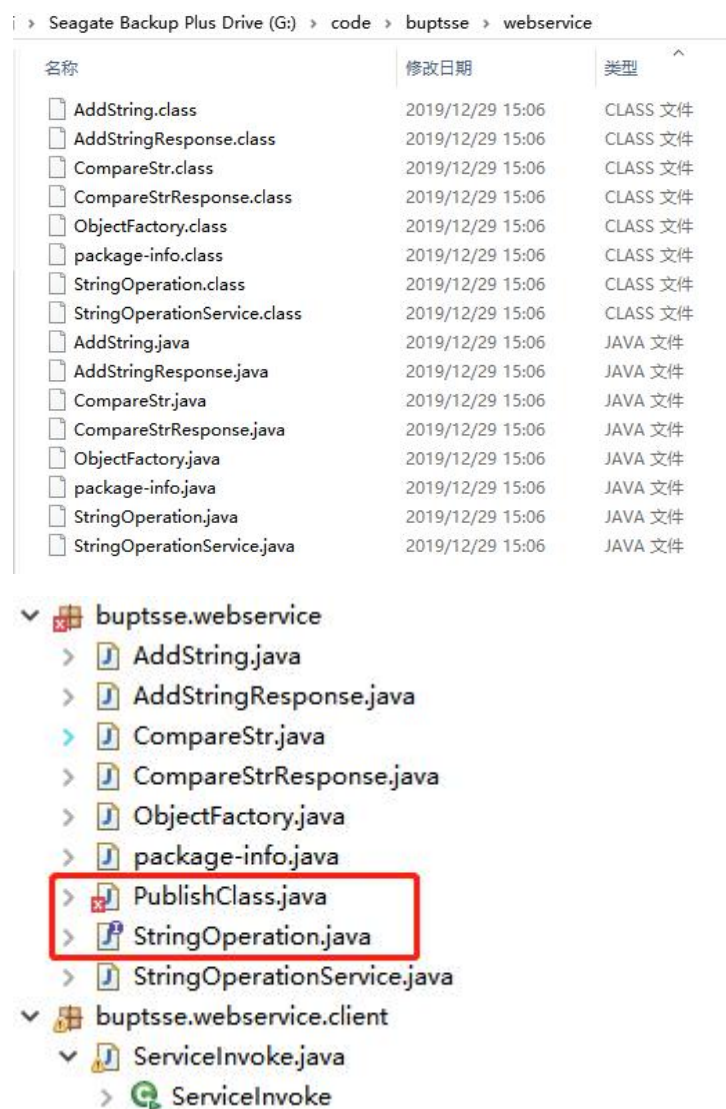 › Seagate Backup Plus Drive (G:) › code › buptsse › webservice
名称 修改日期 类型
AddString.class 2019/12/29 15:06 CLASS 文件
AddStringResponse.class 2019/12/29 15:06 CLASS 文件
CompareStr.class 2019/12/29 15:06 CLASS 文件
CompareStrResponse.class 2019/12/29 15:06 CLASS 文件
ObjectFactory.class 2019/12/29 15:06 CLASS 文件
package-info.class 2019/12/29 15:06 CLASS 文件
StringOperation.class 2019/12/29 15:06 CLASS 文件
StringOperationService.class 2019/12/29 15:06 CLASS 文件
AddString.java 2019/12/29 15:06 JAVA 文件
AddStringResponse.java 2019/12/29 15:06 JAVA 文件
CompareStr.java 2019/12/29 15:06 JAVA 文件
CompareStrResponse.java 2019/12/29 15:06 JAVA 文件
ObjectFactory.java 2019/12/29 15:06 JAVA 文件
package-info.java 2019/12/29 15:06 JAVA 文件
StringOperation.java 2019/12/29 15:06 JAVA 文件
StringOperationService.java 2019/12/29 15:06 JAVA 文件
buptsse.webservice
AddString.java
AddStringResponse.java
CompareStr.java
CompareStrResponse.java
ObjectFactory.java
package-info.java
PublishClass.java
StringOperation.java
StringOperationService.java
buptsse.webservice.client
ServiceInvoke.java
ServiceInvoke